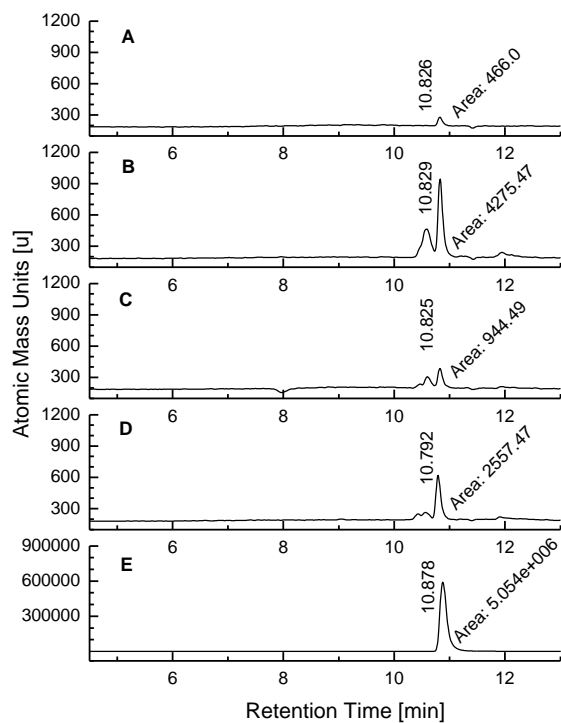 Atomic Mass Units [u]
1200
900
600
300
A
10.826
Area: 466.0
6 8 10 12
1200
900
600
300
B
10.829
Area: 4275.47
6 8 10 12
1200
900
600
300
C
10.825
Area: 944.49
6 8 10 12
1200
900
600
300
D
10.792
Area: 2557.47
6 8 10 12
900000
600000
300000
E
10.878
Area: 5.054e+006
6 8 10 12
Retention Time [min]